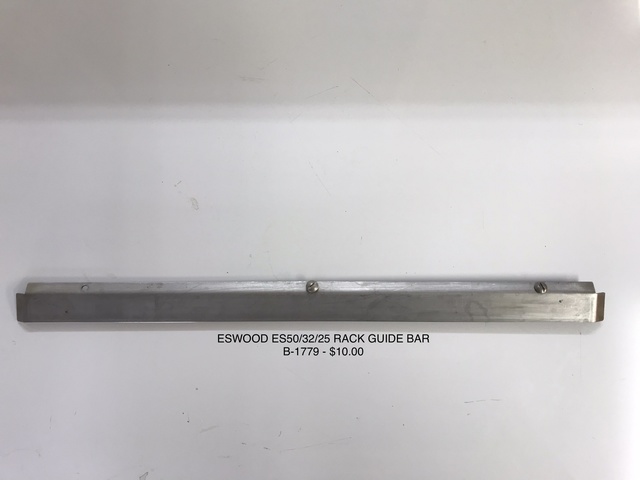 ESWOOD ES50/32/25 RACK GUIDE BAR
B-1779 - $10.00